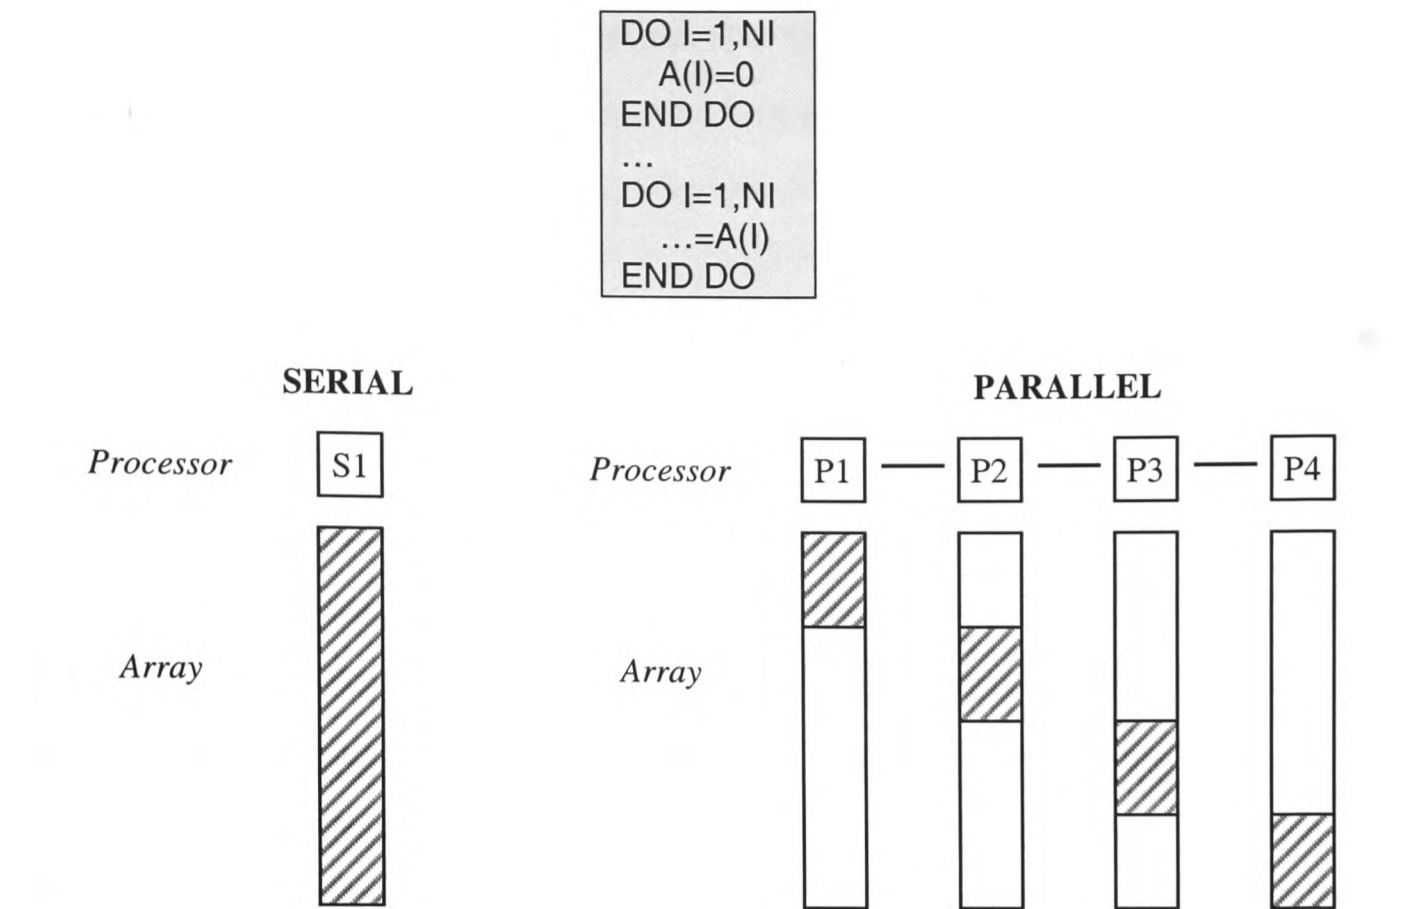 DO I=1,NI
A(I)=0
END DO
...
DO I=1,NI
...=A(I)
END DO
SERIAL
PARALLEL
Processor
S1
Processor
P1
P2
P3
P4
Array
Array